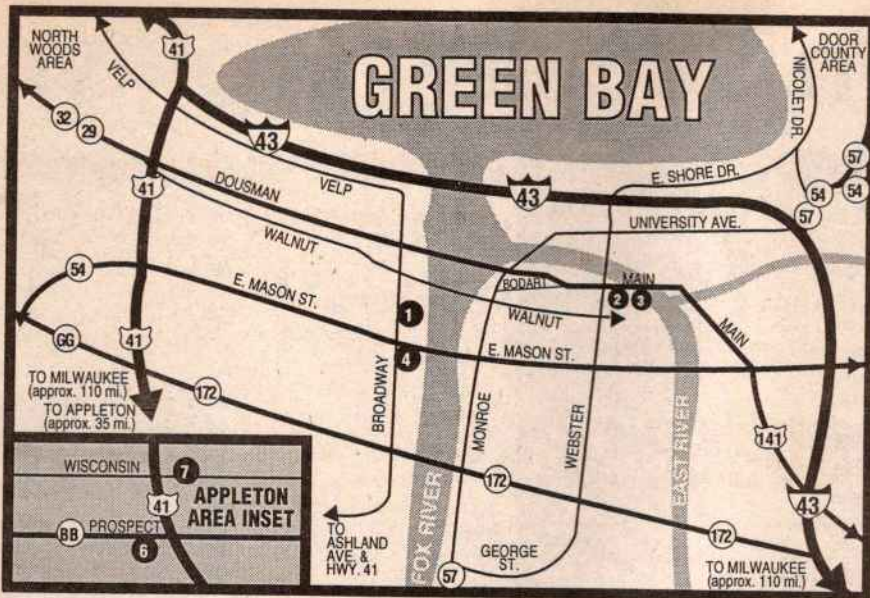 NORTH
WOODS
AREA
41
VELP
GREEN BAY
DOOR
COUNTY
AREA
NICOLET DR.
32
29
43
57
54
54
57
E. SHORE DR.
43
VELP
DOUSMAN
41
UNIVERSITY AVE.
WALNUT
BODART
MAIN
2
3
54
E. MASON ST.
1
WALNUT
MAIN
GG
41
4
E. MASON ST.
TO MILWAUKEE
(approx. 110 mi.)
TO APPLETON
(approx. 35 mi.)
172
BROADWAY
MONROE
WEBSTER
EAST RIVER
141
WISCONSIN
7
41
APPLETON
AREA INSET
BB
PROSPECT
6
172
43
172
TO
ASHLAND
AVE. &
HWY. 41
FOX RIVER
GEORGE
ST.
57
TO MILWAUKEE
(approx. 110 mi.)